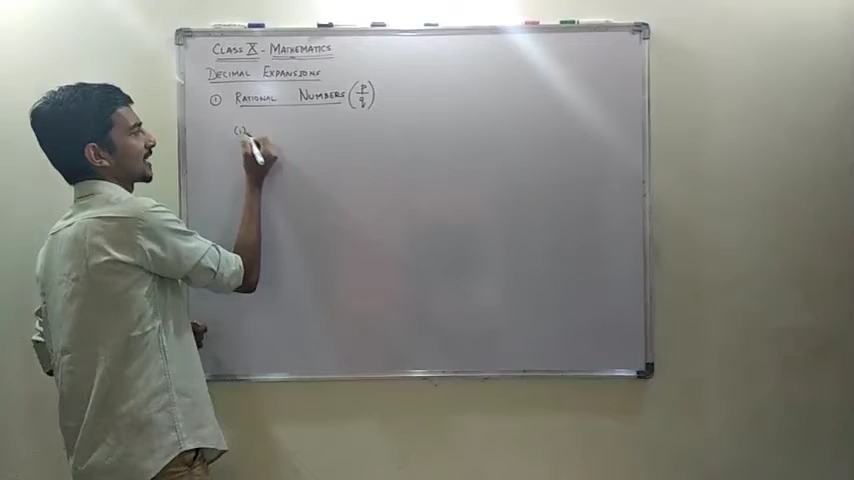 CLASS X - MATHEMATICS
DECIMAL EXPANSIONS
① RATIONAL NUMBERS (p/q)
(i)